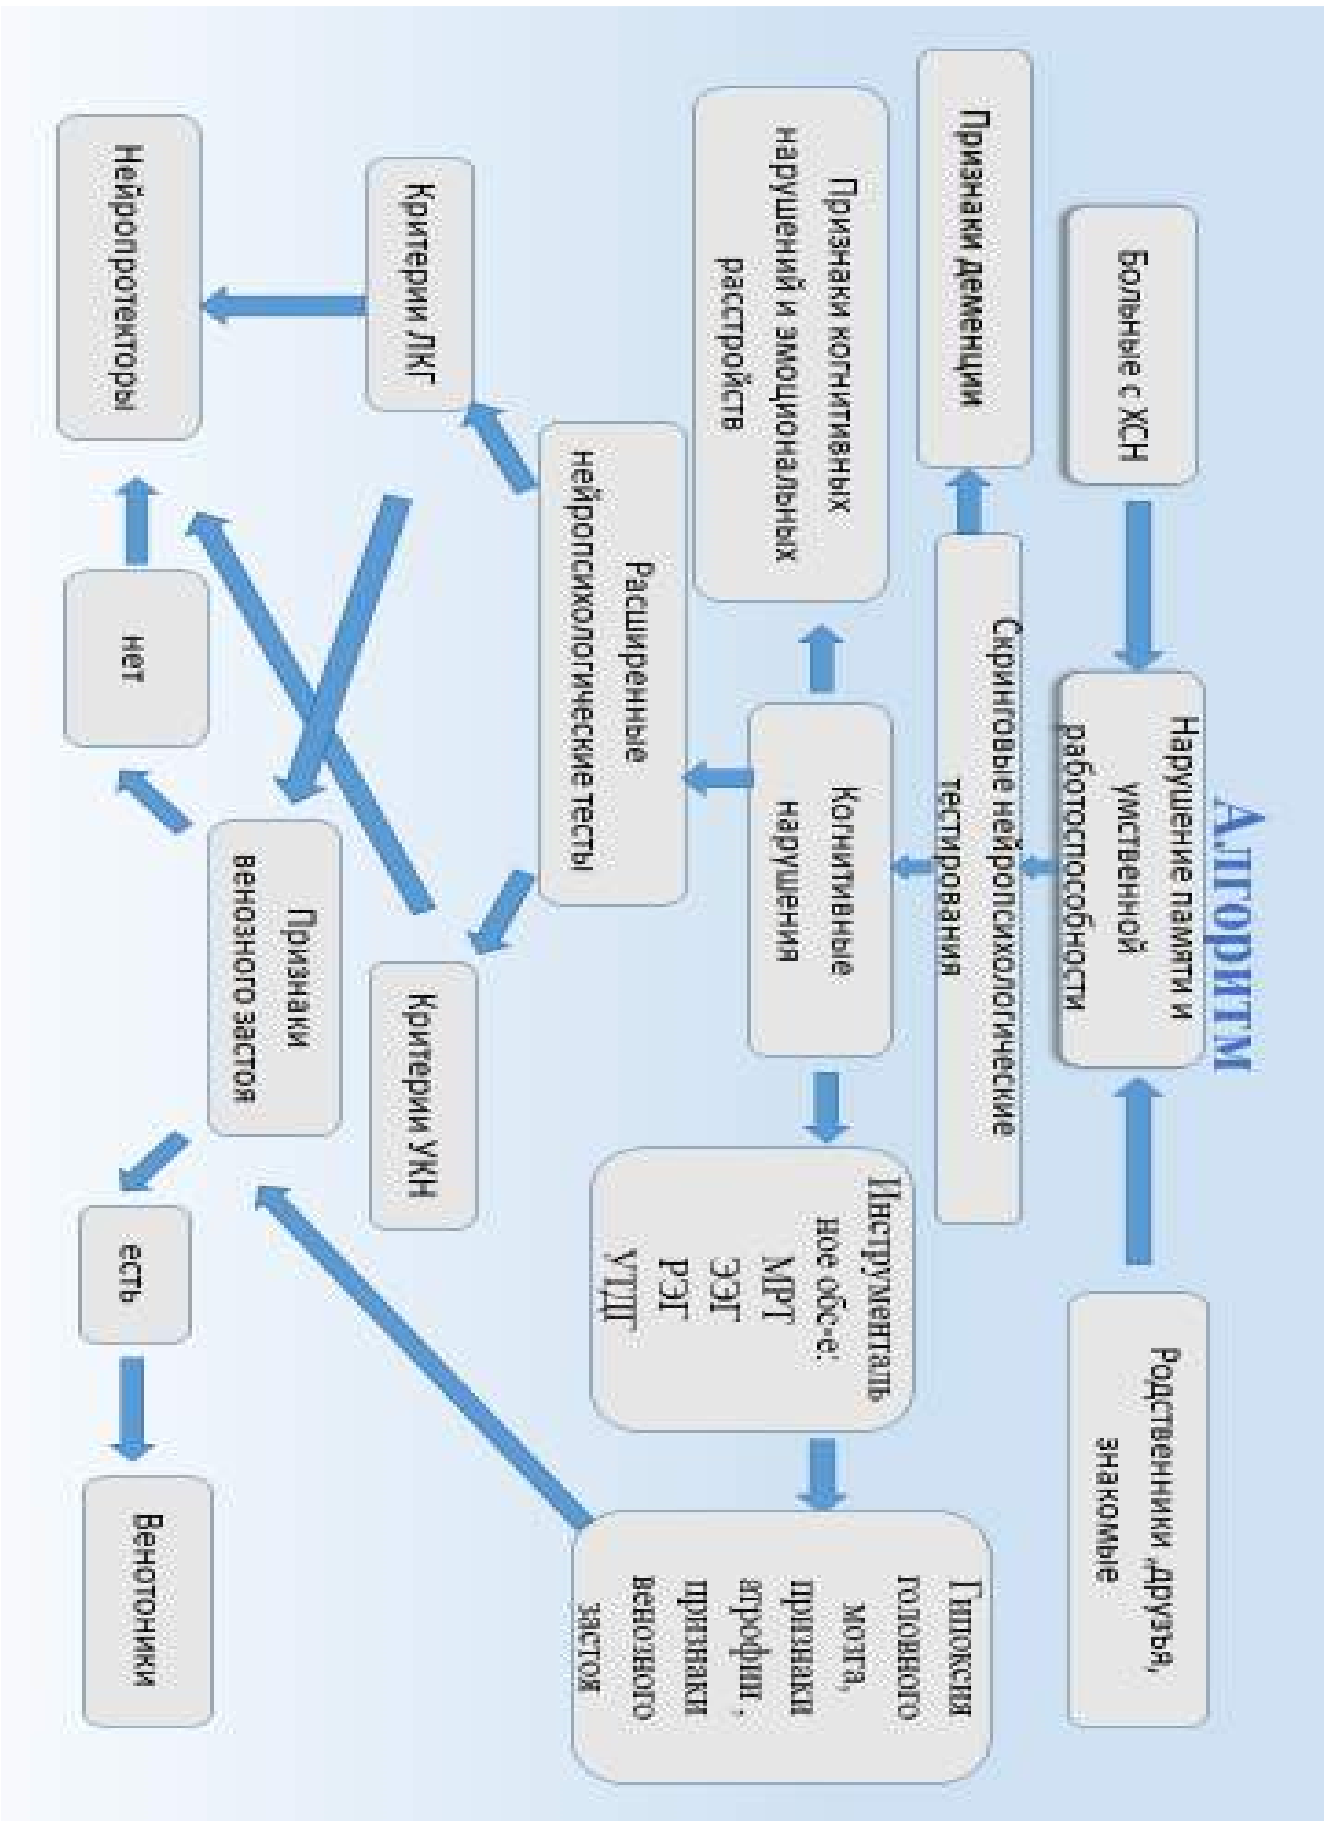 Алгоритм
Больные с ХСН
Нарушение памяти и
умственной
работоспособности
Родственники ,друзья,
знакомые
Признаки деменции
Скринговые нейропсихологические
тестирования
Признаки когнитивных
нарушений и эмоциональных
расстройств
Когнитивные
нарушения
Инструменталь
ное обс-е:
МРТ
ЭЭГ
РЭГ
УТДГ
Гипоксия
головного
мозга,
признаки
атрофии ,
признаки
венозного
застоя
Расширенные
нейропсихологические тесты
Критерии ЛКГ
Критерии УКН
Признаки
венозного застоя
Нейропротекторы
нет
есть
Венотоники